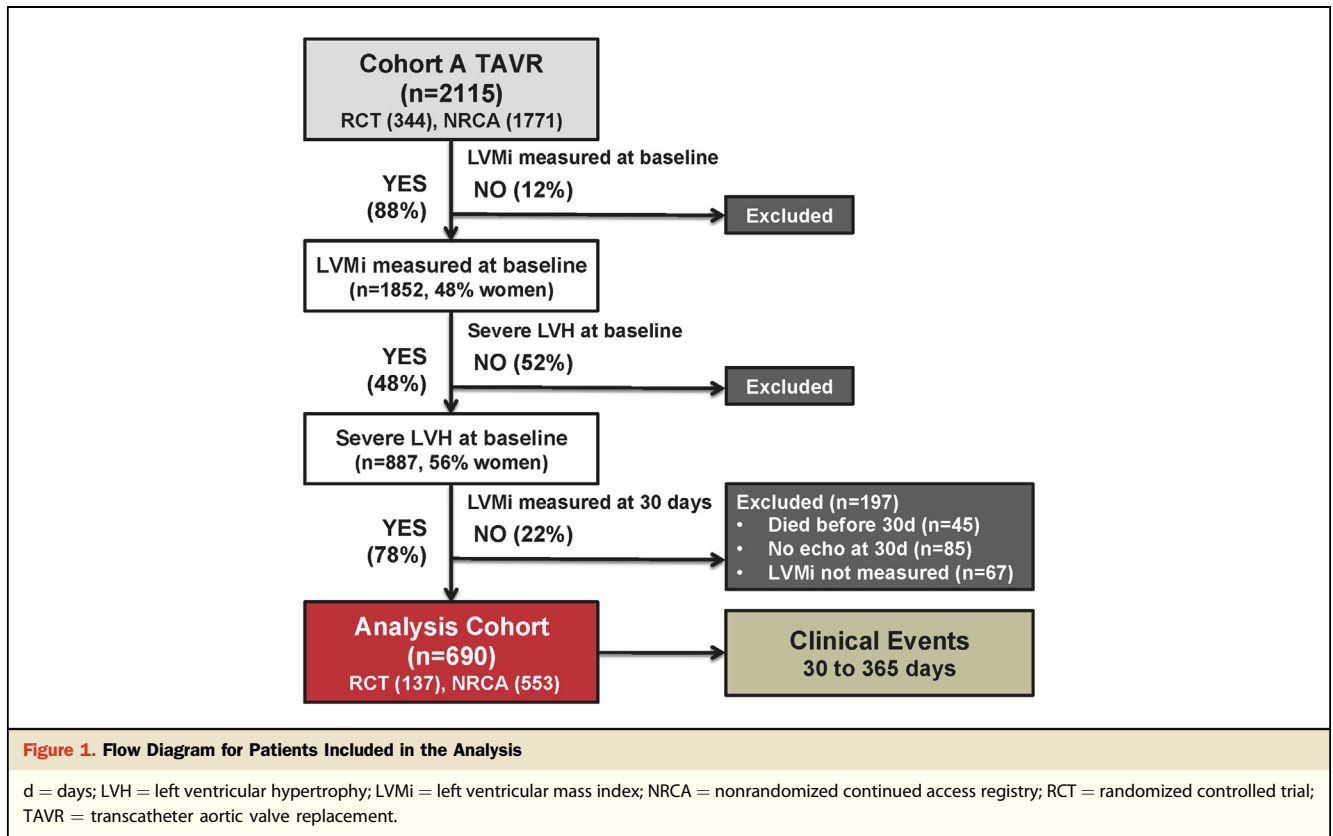 Cohort A TAVR
(n=2115)
RCT (344), NRCA (1771)
LVMi measured at baseline
YES
(88%)
NO (12%)
Excluded
LVMi measured at baseline
(n=1852, 48% women)
Severe LVH at baseline
YES
(48%)
NO (52%)
Excluded
Severe LVH at baseline
(n=887, 56% women)
LVMi measured at 30 days
YES
(78%)
NO (22%)
Excluded (n=197)
• Died before 30d (n=45)
• No echo at 30d (n=85)
• LVMi not measured (n=67)
Analysis Cohort
(n=690)
RCT (137), NRCA (553)
Clinical Events
30 to 365 days
Figure 1. Flow Diagram for Patients Included in the Analysis
d = days; LVH = left ventricular hypertrophy; LVMi = left ventricular mass index; NRCA = nonrandomized continued access registry; RCT = randomized controlled trial;
TAVR = transcatheter aortic valve replacement.